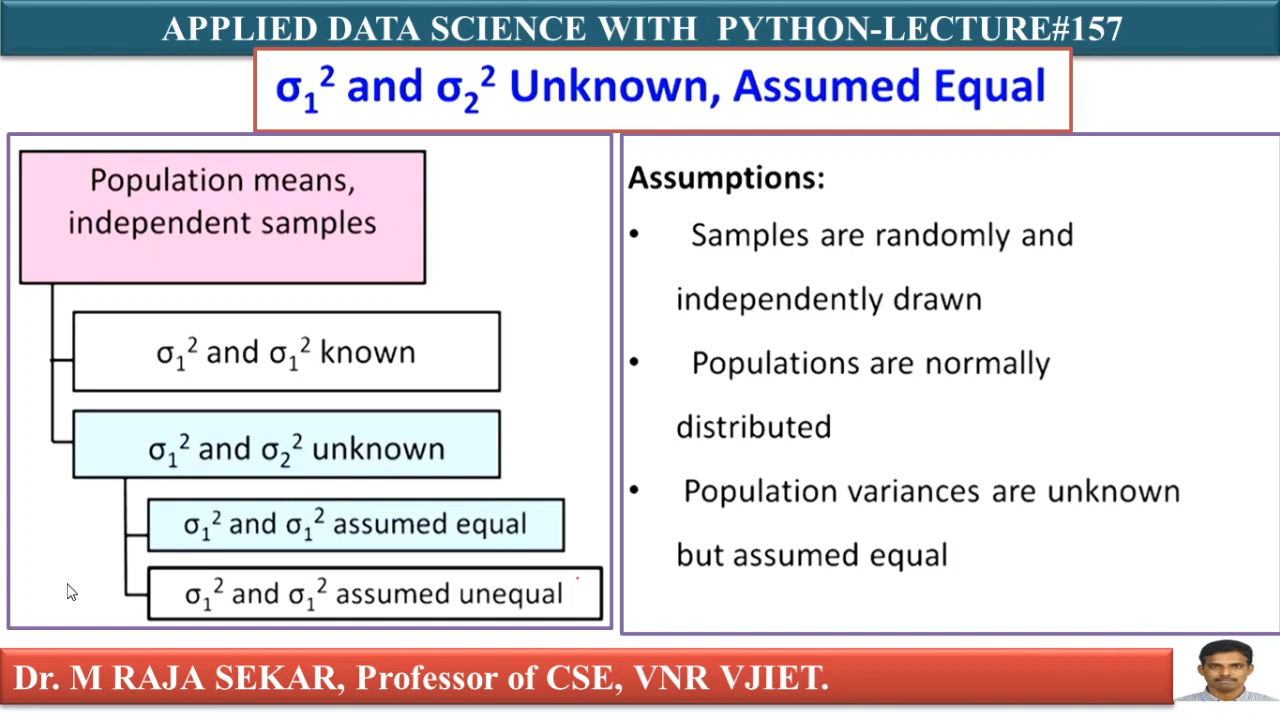 APPLIED DATA SCIENCE WITH PYTHON-LECTURE#157
σ₁² and σ₂² Unknown, Assumed Equal
Population means,
independent samples
σ₁² and σ₁² known
σ₁² and σ₂² unknown
σ₁² and σ₁² assumed equal
σ₁² and σ₁² assumed unequal
Assumptions:
• Samples are randomly and
independently drawn
• Populations are normally
distributed
• Population variances are unknown
but assumed equal
Dr. M RAJA SEKAR, Professor of CSE, VNR VJIET.